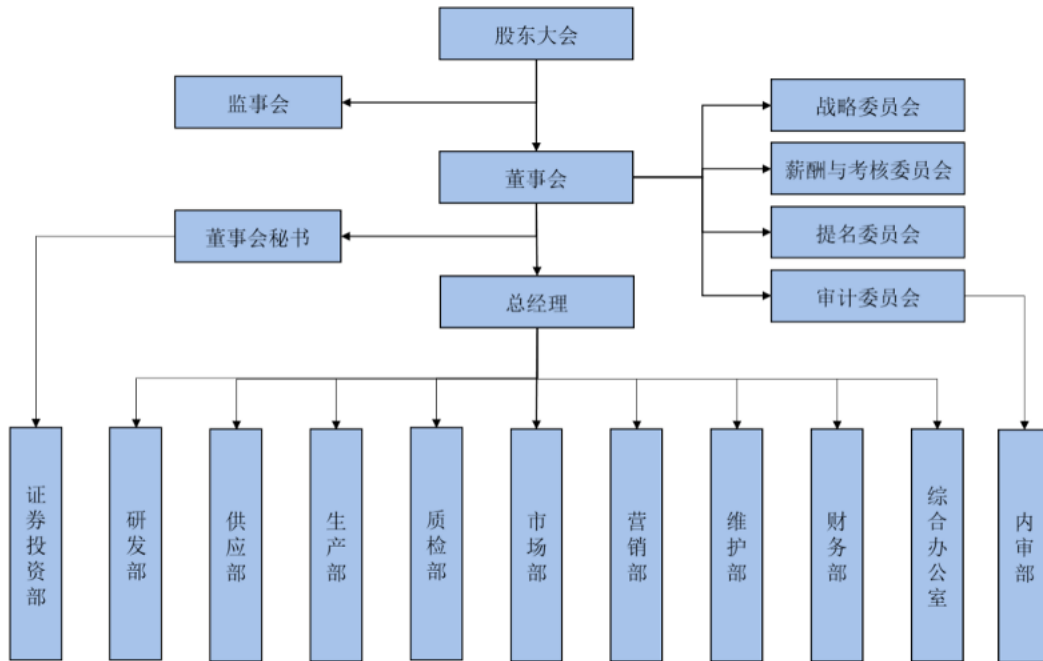 股东大会
监事会
战略委员会
董事会
薪酬与考核委员会
董事会秘书
提名委员会
总经理
审计委员会
证券投资部
研发部
供应部
生产部
质检部
市场部
营销部
维护部
财务部
综合办公室
内审部